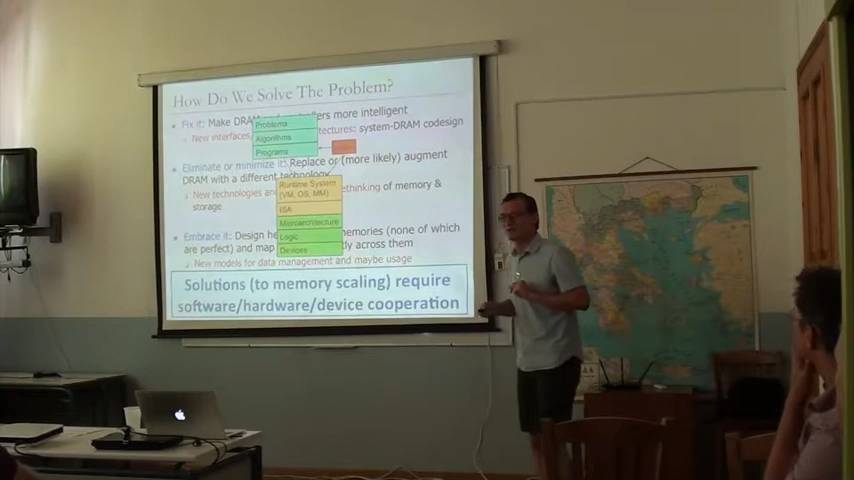 How Do We Solve The Problem?
Fix it: Make DRAM and controllers more intelligent
New interfaces, architectures: system-DRAM codesign
Problems
Algorithms
Programs
Eliminate or minimize it: Replace or (more likely) augment
DRAM with a different technology
New technologies and rethinking of memory &
storage
Runtime System
(VM, OS, MM)
ISA
Microarchitecture
Logic
Devices
Embrace it: Design memories (none of which
are perfect) and map across them
New models for data management and maybe usage
Solutions (to memory scaling) require
software/hardware/device cooperation